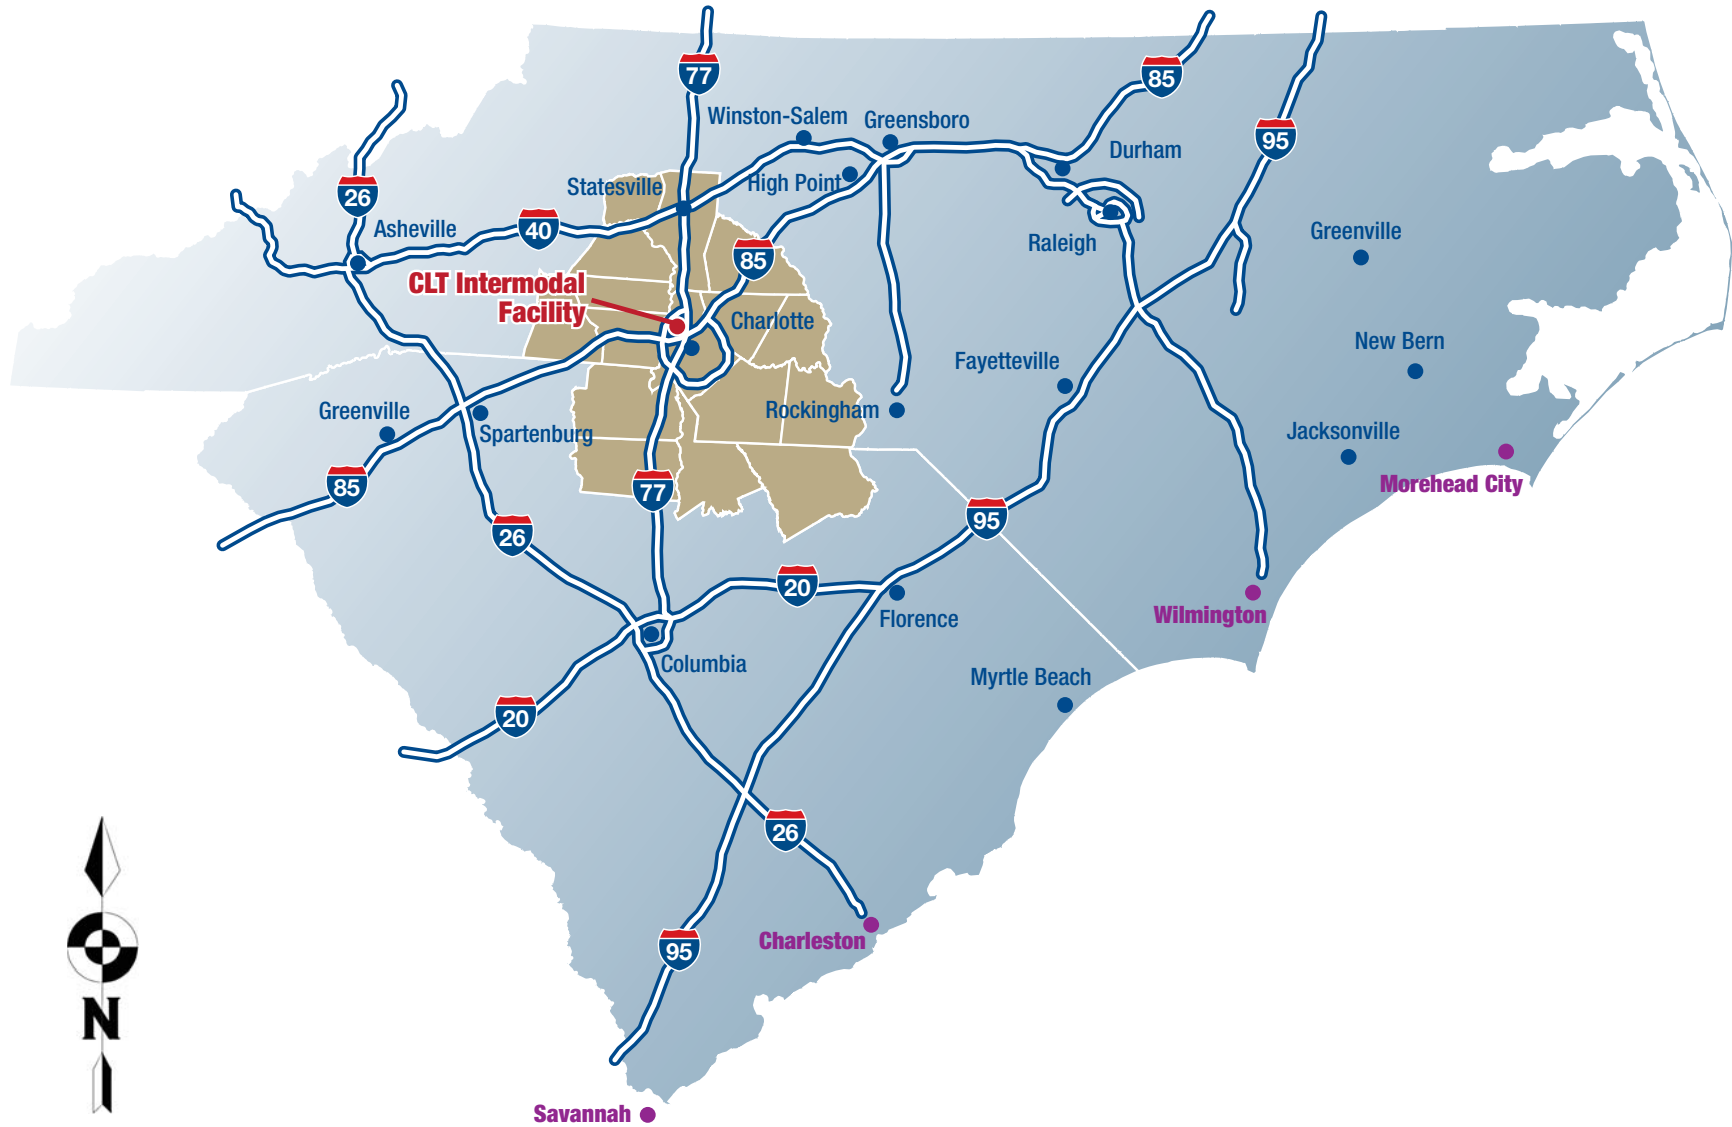 77
85
95
Winston-Salem
Greensboro
Durham
26
Statesville
High Point
Asheville
40
Raleigh
Greenville
85
CLT Intermodal
Facility
Charlotte
New Bern
Fayetteville
Greenville
Rockingham
Spartenburg
Jacksonville
Morehead City
85
77
95
26
20
Wilmington
Florence
Columbia
Myrtle Beach
20
26
Charleston
95
N
Savannah